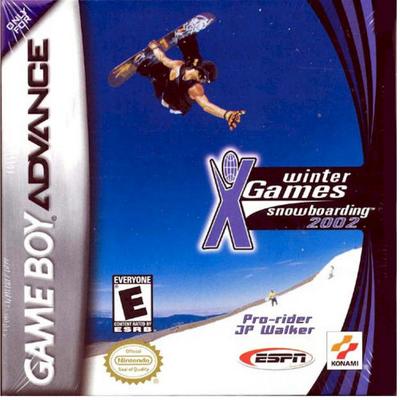 ONLY FOR
GAME BOY ADVANCE
winter
X Games
snowboarding™
2002
EVERYONE
E
CONTENT RATED BY
ESRB
Pro-rider
JP Walker
Official
Nintendo
Seal of Quality
ESPN
KONAMI